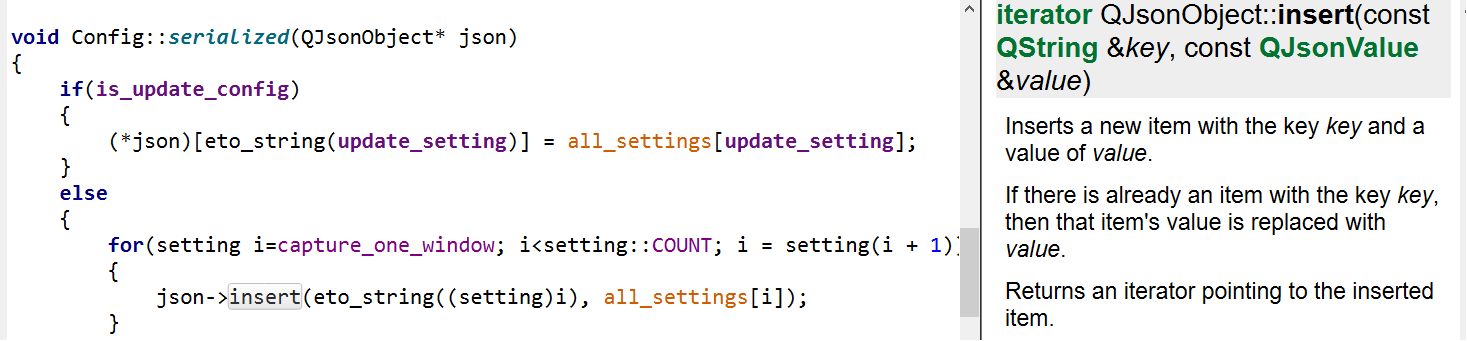 void Config::serialized(QJsonObject* json)
{
    if(is_update_config)
    {
        (*json)[eto_string(update_setting)] = all_settings[update_setting];
    }
    else
    {
        for(setting i=capture_one_window; i<setting::COUNT; i = setting(i + 1))
        {
            json->insert(eto_string((setting)i), all_settings[i]);
        }
iterator QJsonObject::insert(const
QString &key, const QJsonValue
&value)
Inserts a new item with the key key and a
value of value.
If there is already an item with the key key,
then that item's value is replaced with
value.
Returns an iterator pointing to the inserted
item.